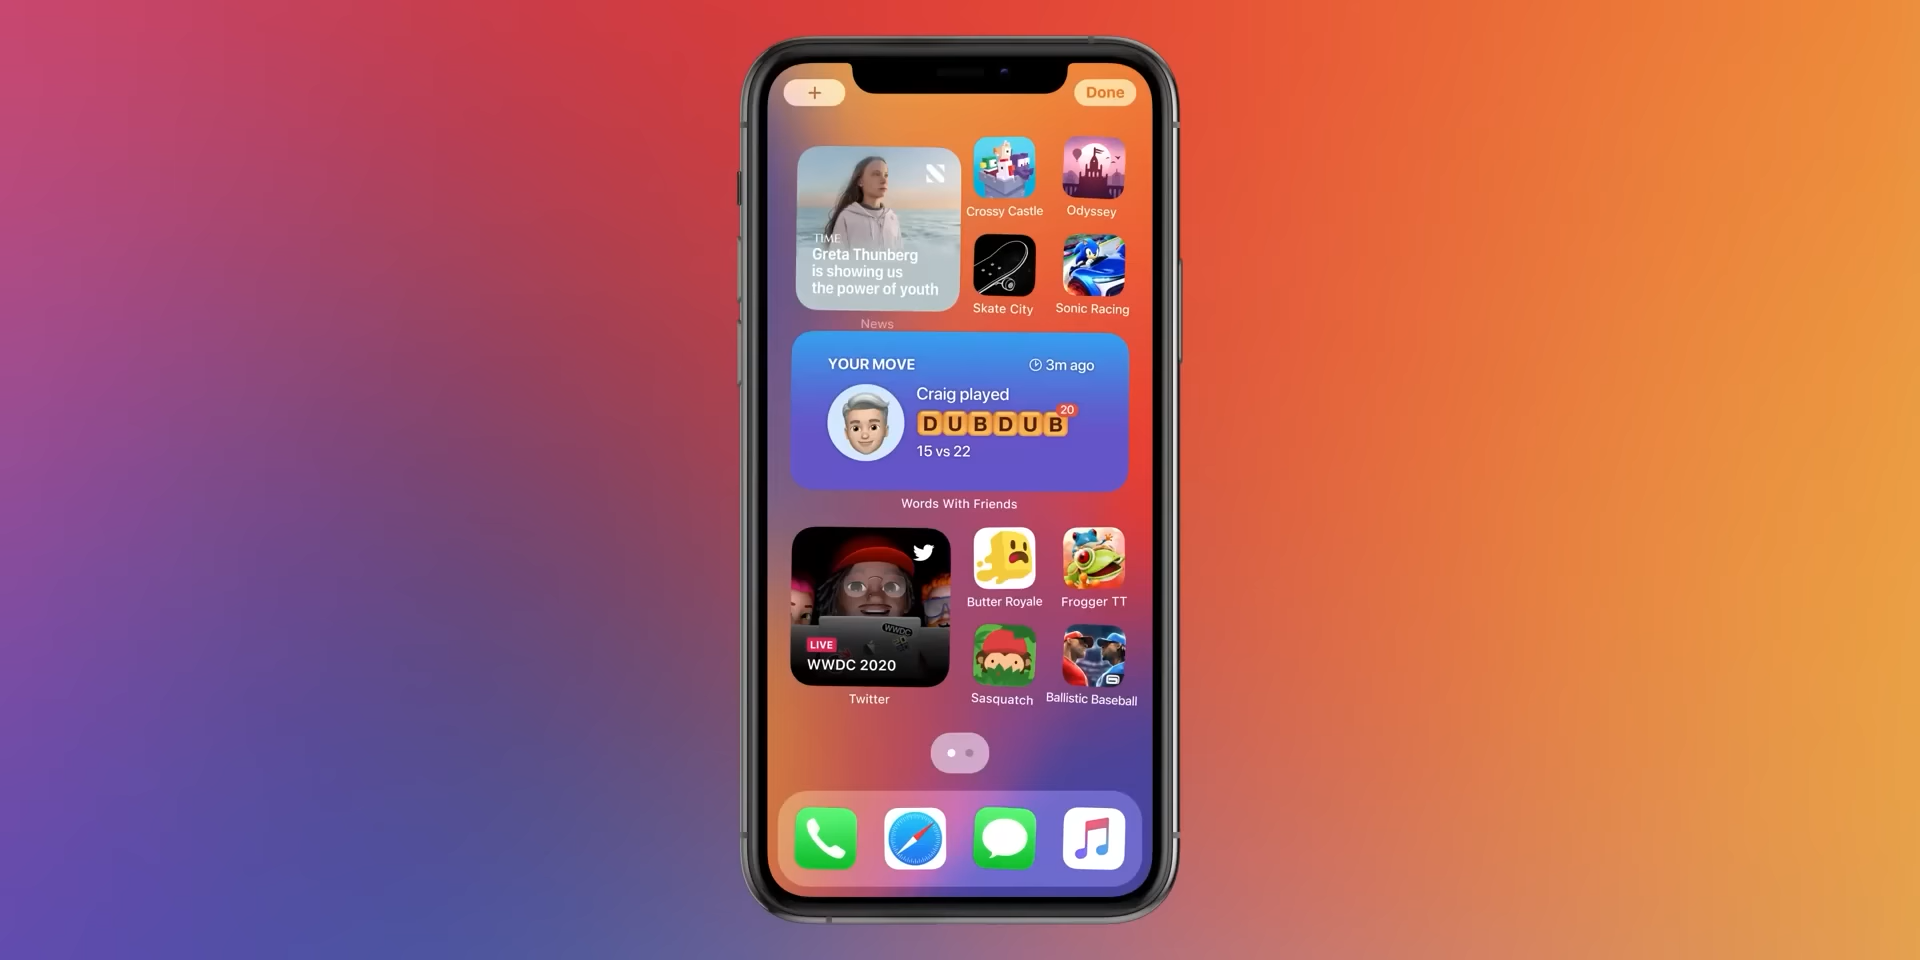 +
Done
TIME
Greta Thunberg
is showing us
the power of youth
News
Crossy Castle
Odyssey
Skate City
Sonic Racing
YOUR MOVE
3m ago
Craig played
DUBDUB
20
15 vs 22
Words With Friends
WWDC
LIVE
WWDC 2020
Twitter
Butter Royale
Frogger TT
Sasquatch
Ballistic Baseball